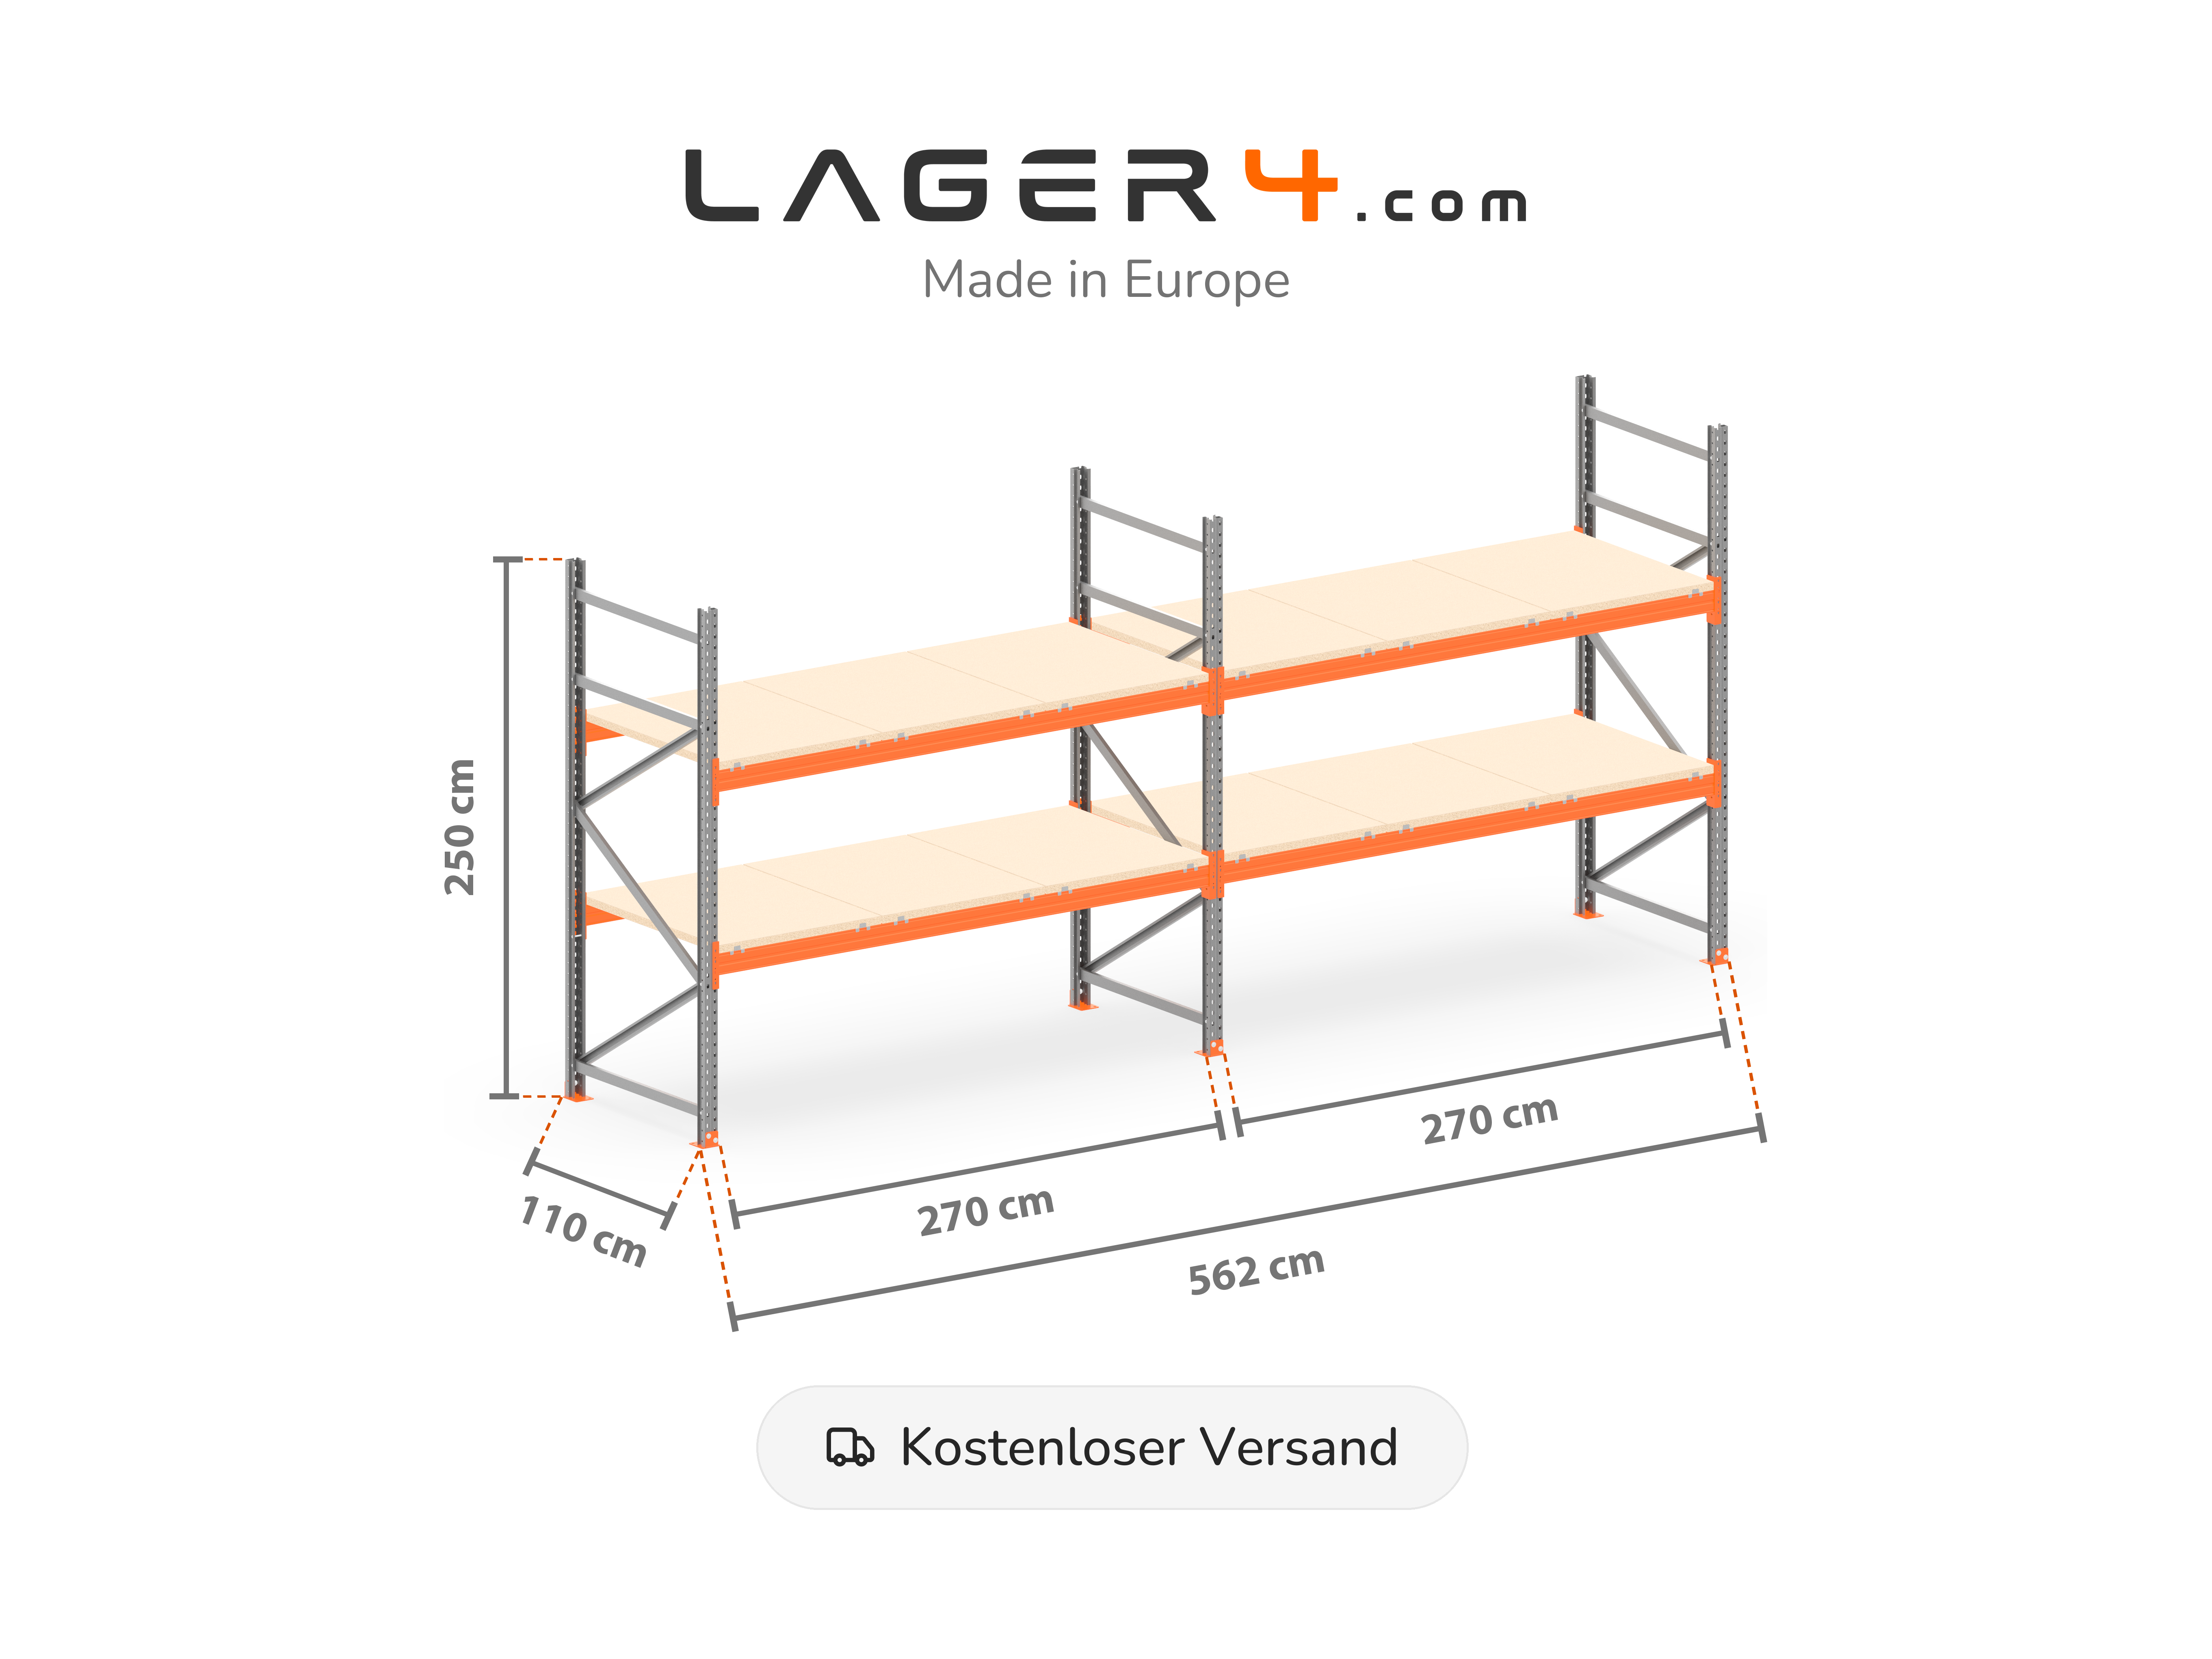 LAGER4.com
Made in Europe
250 cm
110 cm
270 cm
270 cm
562 cm
Kostenloser Versand